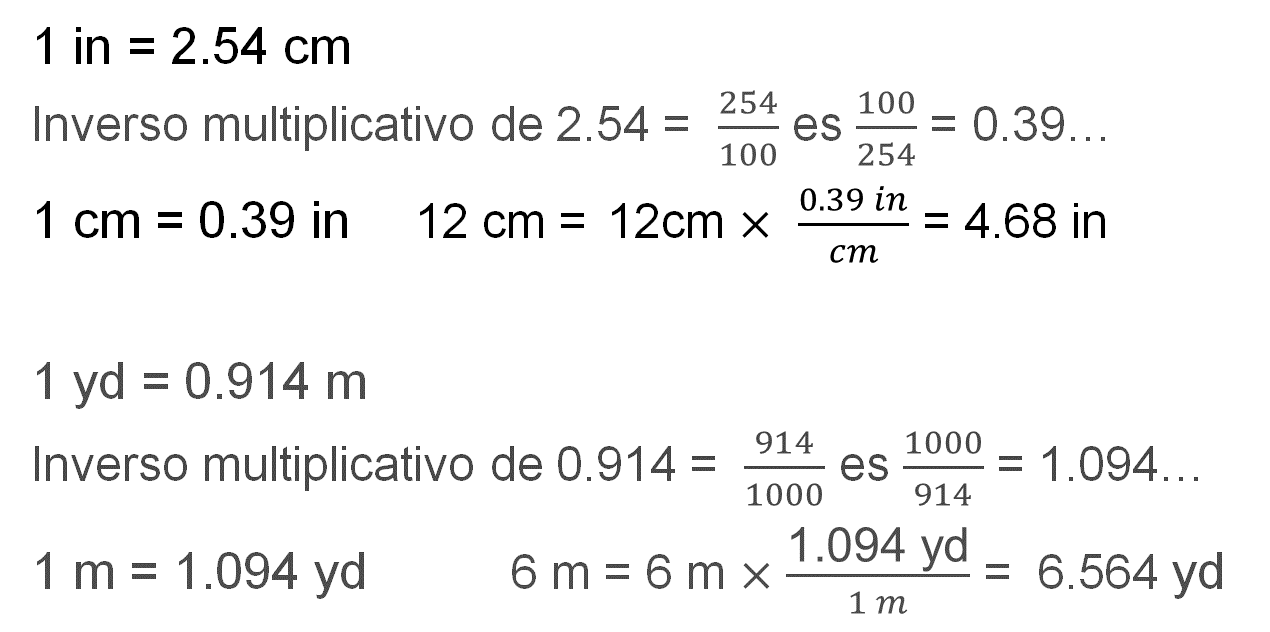 1 in = 2.54 cm
Inverso multiplicativo de 2.54 = 254/100 es 100/254 = 0.39...
1 cm = 0.39 in 12 cm = 12cm × 0.39 in/cm = 4.68 in
1 yd = 0.914 m
Inverso multiplicativo de 0.914 = 914/1000 es 1000/914 = 1.094...
1 m = 1.094 yd 6 m = 6 m × 1.094 yd/1 m = 6.564 yd